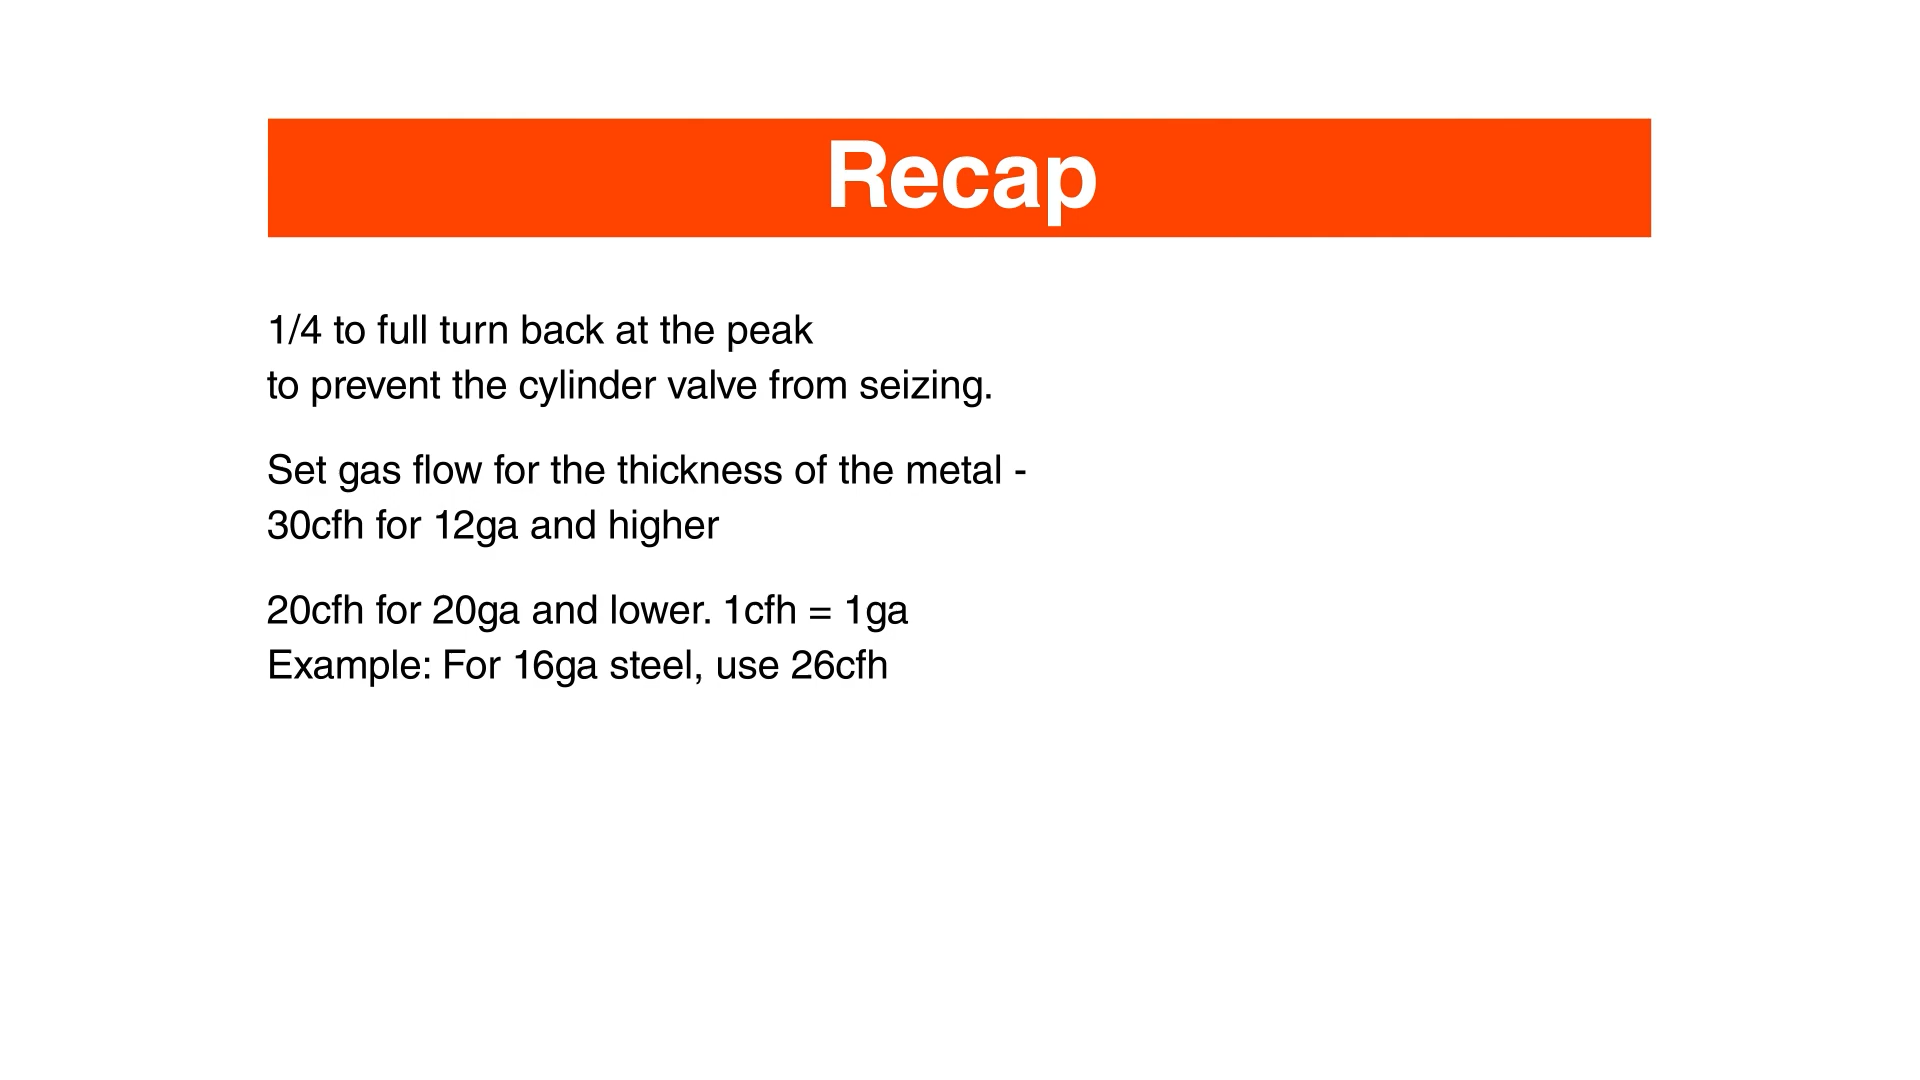 Recap
1/4 to full turn back at the peak
to prevent the cylinder valve from seizing.
Set gas flow for the thickness of the metal -
30cfh for 12ga and higher
20cfh for 20ga and lower. 1cfh = 1ga
Example: For 16ga steel, use 26cfh